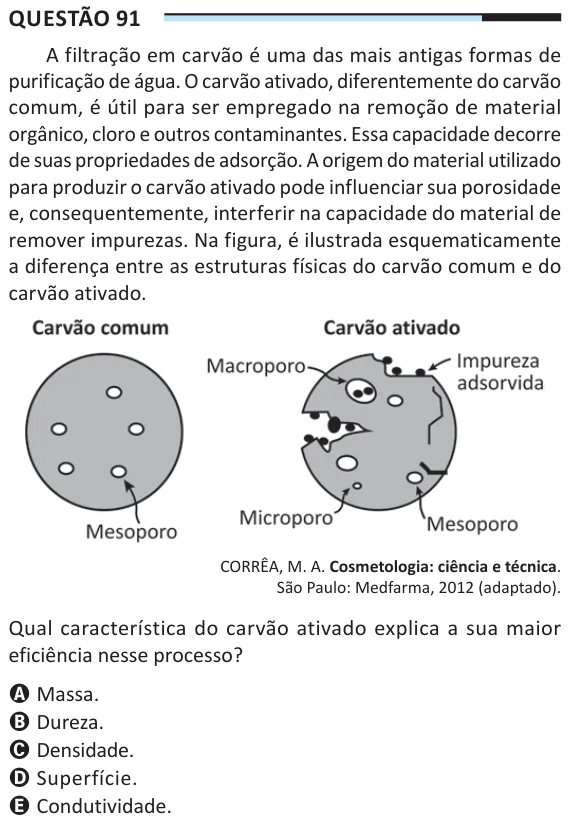 QUESTÃO 91
A filtração em carvão é uma das mais antigas formas de
purificação de água. O carvão ativado, diferentemente do carvão
comum, é útil para ser empregado na remoção de material
orgânico, cloro e outros contaminantes. Essa capacidade decorre
de suas propriedades de adsorção. A origem do material utilizado
para produzir o carvão ativado pode influenciar sua porosidade
e, consequentemente, interferir na capacidade do material de
remover impurezas. Na figura, é ilustrada esquematicamente
a diferença entre as estruturas físicas do carvão comum e do
carvão ativado.
Carvão comum
Carvão ativado
Macroporo
Impureza
adsorvida
Mesoporo
Microporo
Mesoporo
CORRÊA, M. A. Cosmetologia: ciência e técnica.
São Paulo: Medfarma, 2012 (adaptado).
Qual característica do carvão ativado explica a sua maior
eficiência nesse processo?
A Massa.
B Dureza.
C Densidade.
D Superfície.
E Condutividade.